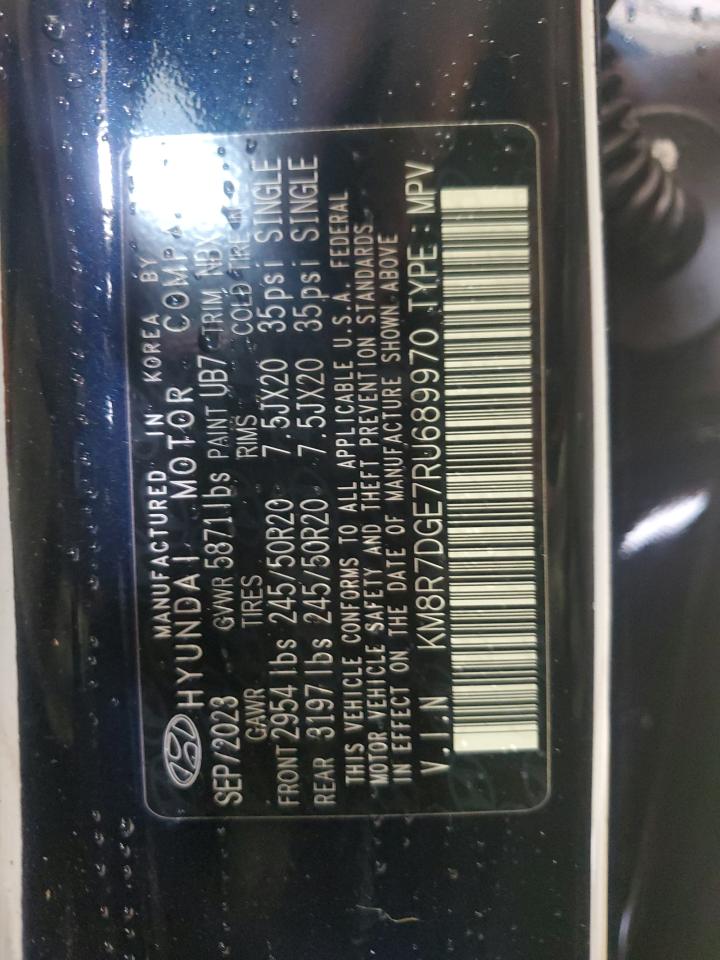 MANUFACTURED IN KOREA BY
HYUNDAI MOTOR
SEP/2023 GVWR 5871lbs PAINT UB7 TRIM
GAWR TIRES RIMS COLD TIRE
FRONT 2954 lbs 245/50R20 7.5JX20 35psi SINGLE
REAR 3197 lbs 245/50R20 7.5JX20 35psi SINGLE
THIS VEHICLE CONFORMS TO ALL APPLICABLE U.S.A. FEDERAL
MOTOR VEHICLE SAFETY AND THEFT PREVENTION STANDARDS
IN EFFECT ON THE DATE OF MANUFACTURE SHOWN ABOVE
V.I.N KM8R7DGE7RU689970 TYPE : MPV